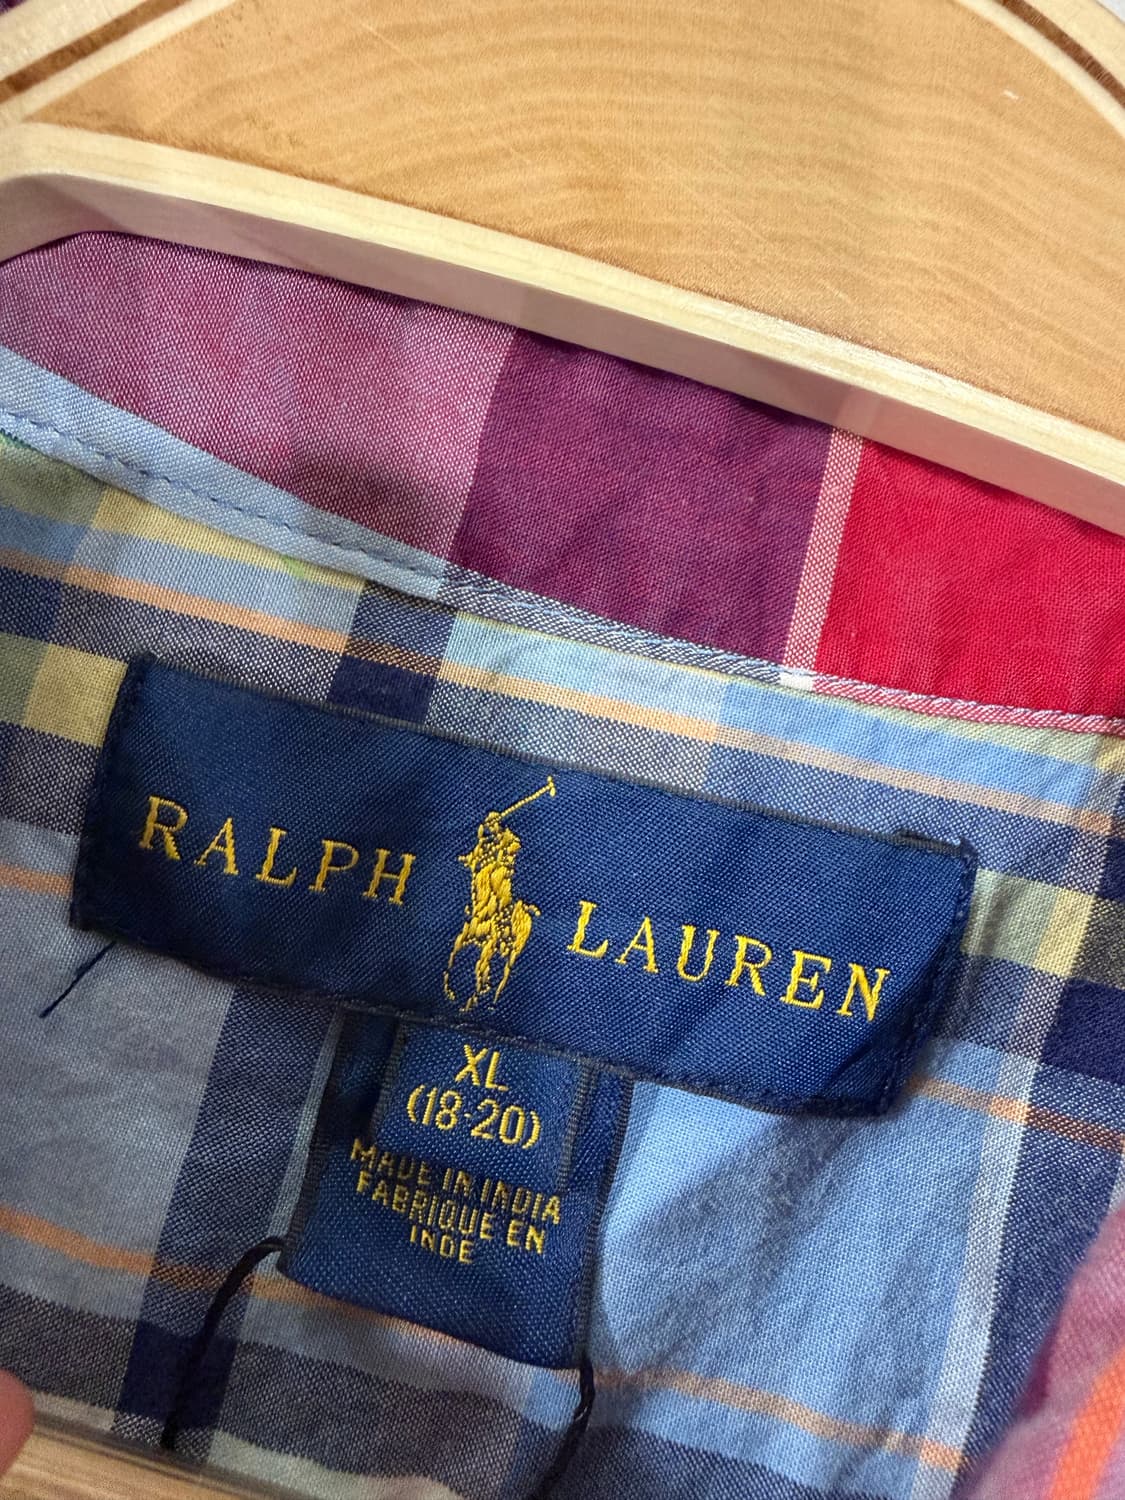 RALPH LAUREN
XL
(18-20)
MADE IN INDIA
FABRIQUE EN
INDE